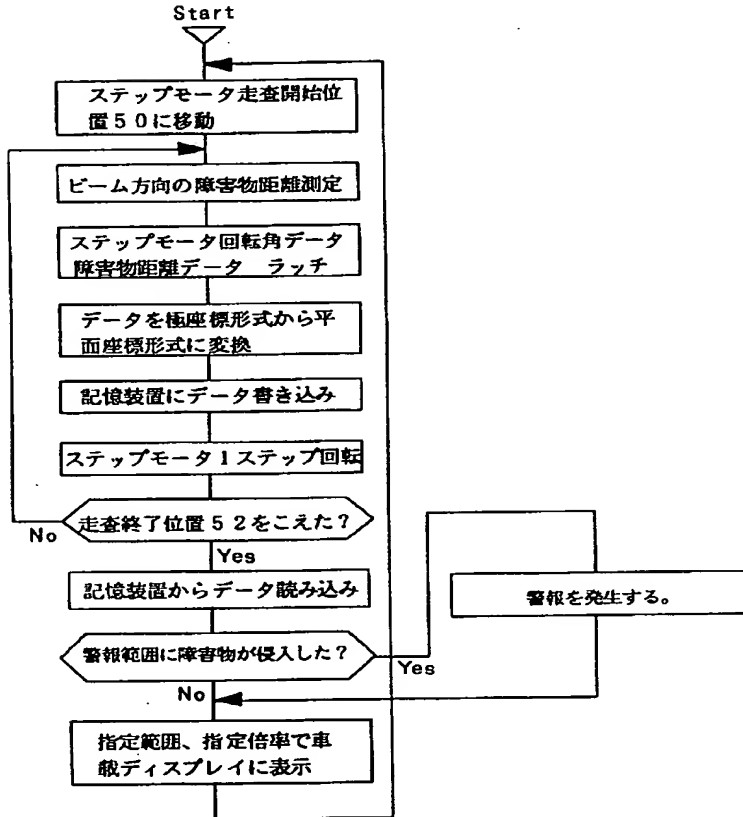 Start
ステップモータ走査開始位
置50に移動
ビーム方向の障害物距離測定
ステップモータ回転角データ
障害物距離データ ラッチ
データを極座標形式から平
面座標形式に変換
記憶装置にデータ書き込み
ステップモータ1ステップ回転
走査終了位置52をこえた?
No
Yes
記憶装置からデータ読み込み
警報を発生する。
警報範囲に障害物が侵入した?
Yes
No
指定範囲、指定倍率で車
載ディスプレイに表示